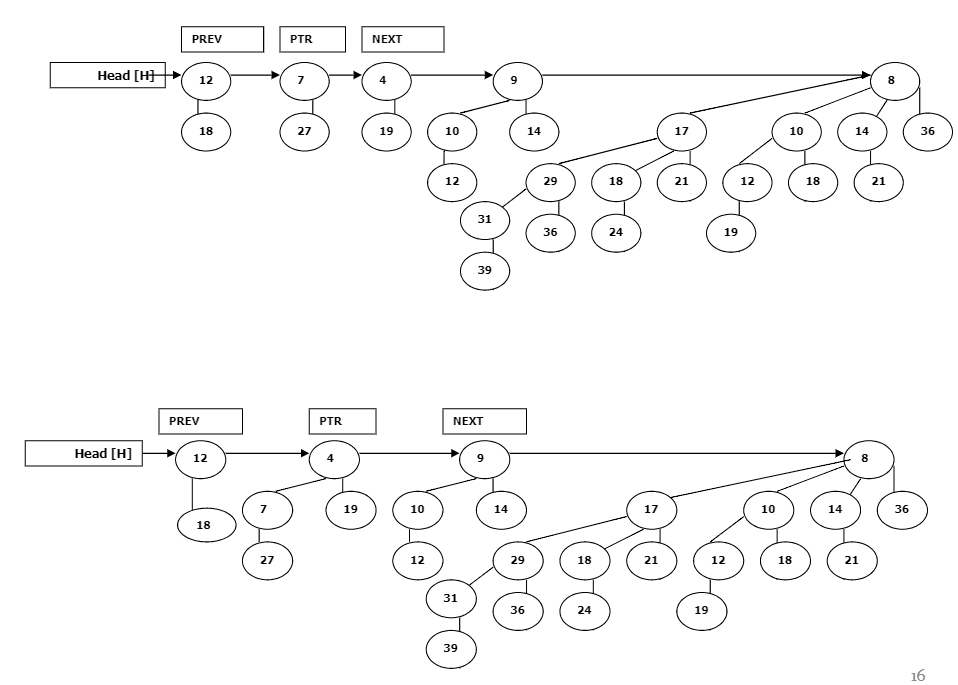 PREV PTR NEXT
Head [H] 12 7 4 9 8
18 27 19 10 14 17 10 14 36
12 29 18 21 12 18 21
31 36 24 19
39
PREV PTR NEXT
Head [H] 12 4 9 8
18 7 19 10 14 17 10 14 36
27 12 29 18 21 12 18 21
31 36 24 19
39
16